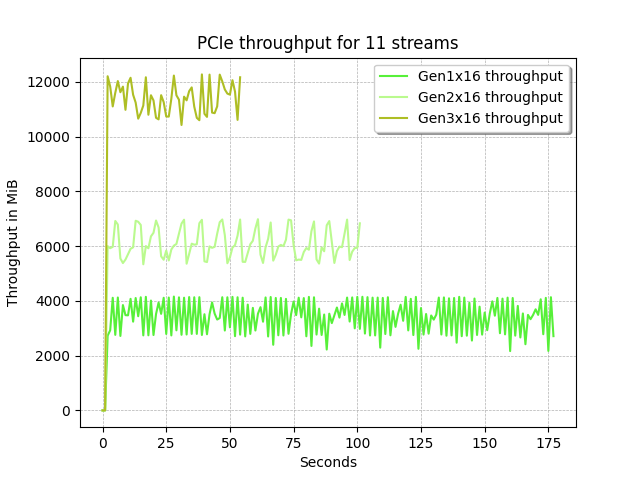 PCIe throughput for 11 streams
Gen1x16 throughput
Gen2x16 throughput
Gen3x16 throughput
Throughput in MiB
12000
10000
8000
6000
4000
2000
0
0 25 50 75 100 125 150 175
Seconds